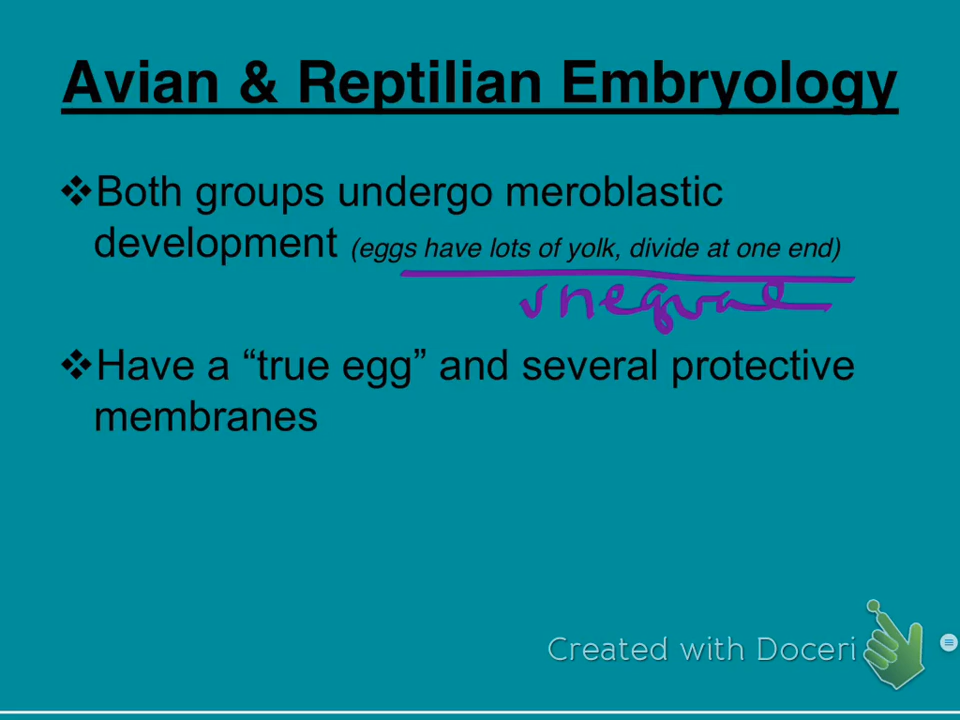 Avian & Reptilian Embryology
❖Both groups undergo meroblastic
development (eggs have lots of yolk, divide at one end)
unequal
❖Have a “true egg” and several protective
membranes
Created with Doceri